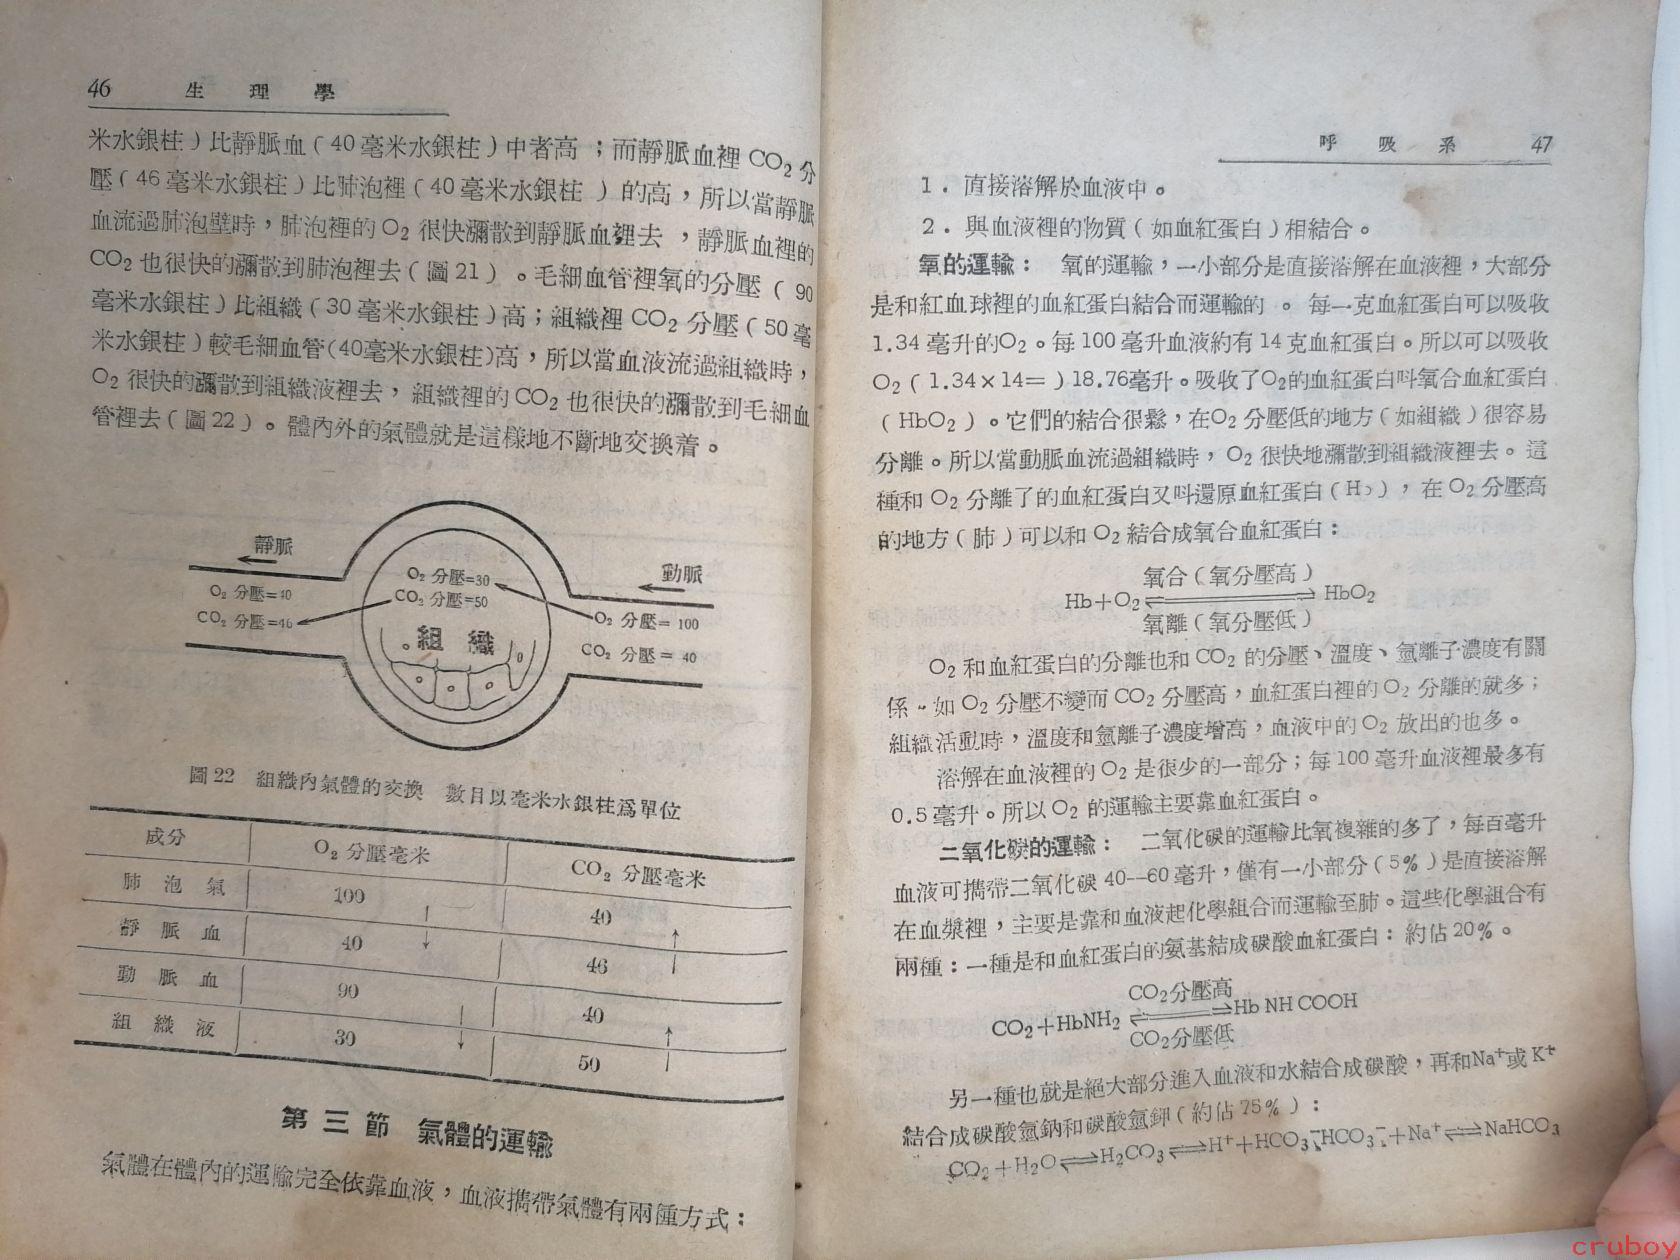 46 生理學
米水銀柱)比靜脈血(40毫米水銀柱)中者高;而靜脈血裡CO₂分
壓(46毫米水銀柱)比肺泡裡(40毫米水銀柱)的高,所以當靜脈
血流過肺泡壁時,肺泡裡的O₂很快瀰散到靜脈血裡去,靜脈血裡的
CO₂也很快的瀰散到肺泡裡去(圖21)。毛細血管裡氧的分壓(90
毫米水銀柱)比組織(30毫米水銀柱)高;組織裡CO₂分壓(50毫
米水銀柱)較毛細血管(40毫米水銀柱)高,所以當血液流過組織時,
O₂很快的瀰散到組織液裡去,組織裡的CO₂也很快的瀰散到毛細血
管裡去(圖22)。體內外的氣體就是這樣地不斷地交換着。
靜脈
動脈
O₂分壓=40
CO₂分壓=46
O₂分壓=30
CO₂分壓=50
組織
O₂分壓=100
CO₂分壓=40
圖22 組織內氣體的交換 數目以毫米水銀柱爲單位
成分 O₂分壓毫米 CO₂分壓毫米
肺泡氣 100 40
靜脈血 40 ↓ 46 ↑
動脈血 90 40
組織液 30 ↓ 50 ↑
第三節 氣體的運輸
氣體在體內的運輸完全依靠血液,血液攜帶氣體有兩種方式:
呼吸系 47
1.直接溶解於血液中。
2.與血液裡的物質(如血紅蛋白)相結合。
氧的運輸: 氧的運輸,一小部分是直接溶解在血液裡,大部分
是和紅血球裡的血紅蛋白結合而運輸的。每一克血紅蛋白可以吸收
1.34毫升的O₂。每100毫升血液約有14克血紅蛋白。所以可以吸收
O₂(1.34×14=)18.76毫升。吸收了O₂的血紅蛋白叫氧合血紅蛋白
(HbO₂)。它們的結合很鬆,在O₂分壓低的地方(如組織)很容易
分離。所以當動脈血流過組織時,O₂很快地瀰散到組織液裡去。這
種和O₂分離了的血紅蛋白又叫還原血紅蛋白(Hb),在O₂分壓高
的地方(肺)可以和O₂結合成氧合血紅蛋白:
氧合(氧分壓高)
Hb+O₂⇌HbO₂
氧離(氧分壓低)
O₂和血紅蛋白的分離也和CO₂的分壓、溫度、氫離子濃度有關
係。如O₂分壓不變而CO₂分壓高,血紅蛋白裡的O₂分離的就多;
組織活動時,溫度和氫離子濃度增高,血液中的O₂放出的也多。
溶解在血液裡的O₂是很少的一部分;每100毫升血液裡最多有
0.5毫升。所以O₂的運輸主要靠血紅蛋白。
二氧化碳的運輸: 二氧化碳的運輸比氧複雜的多了,每百毫升
血液可攜帶二氧化碳40—60毫升,僅有一小部分(5%)是直接溶解
在血漿裡,主要是靠和血液起化學組合而運輸至肺。這些化學組合有
兩種:一種是和血紅蛋白的氨基結成碳酸血紅蛋白:約佔20%。
CO₂分壓高
CO₂+HbNH₂⇌Hb NH COOH
CO₂分壓低
另一種也就是絕大部分進入血液和水結合成碳酸,再和Na⁺或K⁺
結合成碳酸氫鈉和碳酸氫鉀(約佔75%):
CO₂+H₂O⇌H₂CO₃⇌H⁺+HCO₃⁻;HCO₃⁻+Na⁺⇌NaHCO₃
cruboy